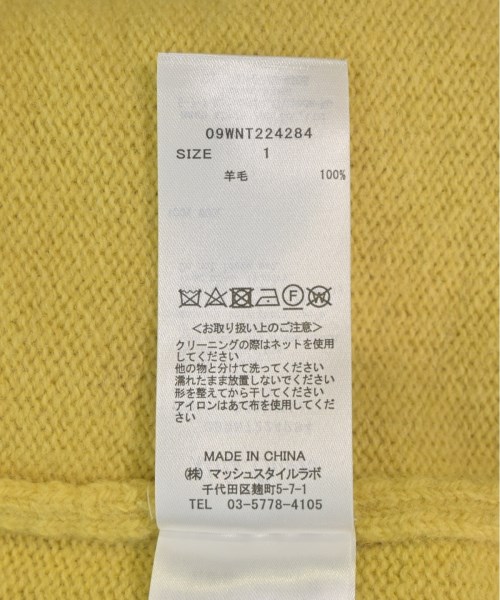 09WNT224284
SIZE 1
羊毛 100%
F W
<お取り扱い上のご注意>
クリーニングの際はネットを使用
してください
他の物と分けて洗ってください
濡れたまま放置しないでください
形を整えてから干してください
アイロンはあて布を使用してくだ
さい
MADE IN CHINA
(株) マッシュスタイルラボ
千代田区麹町5-7-1
TEL 03-5778-4105